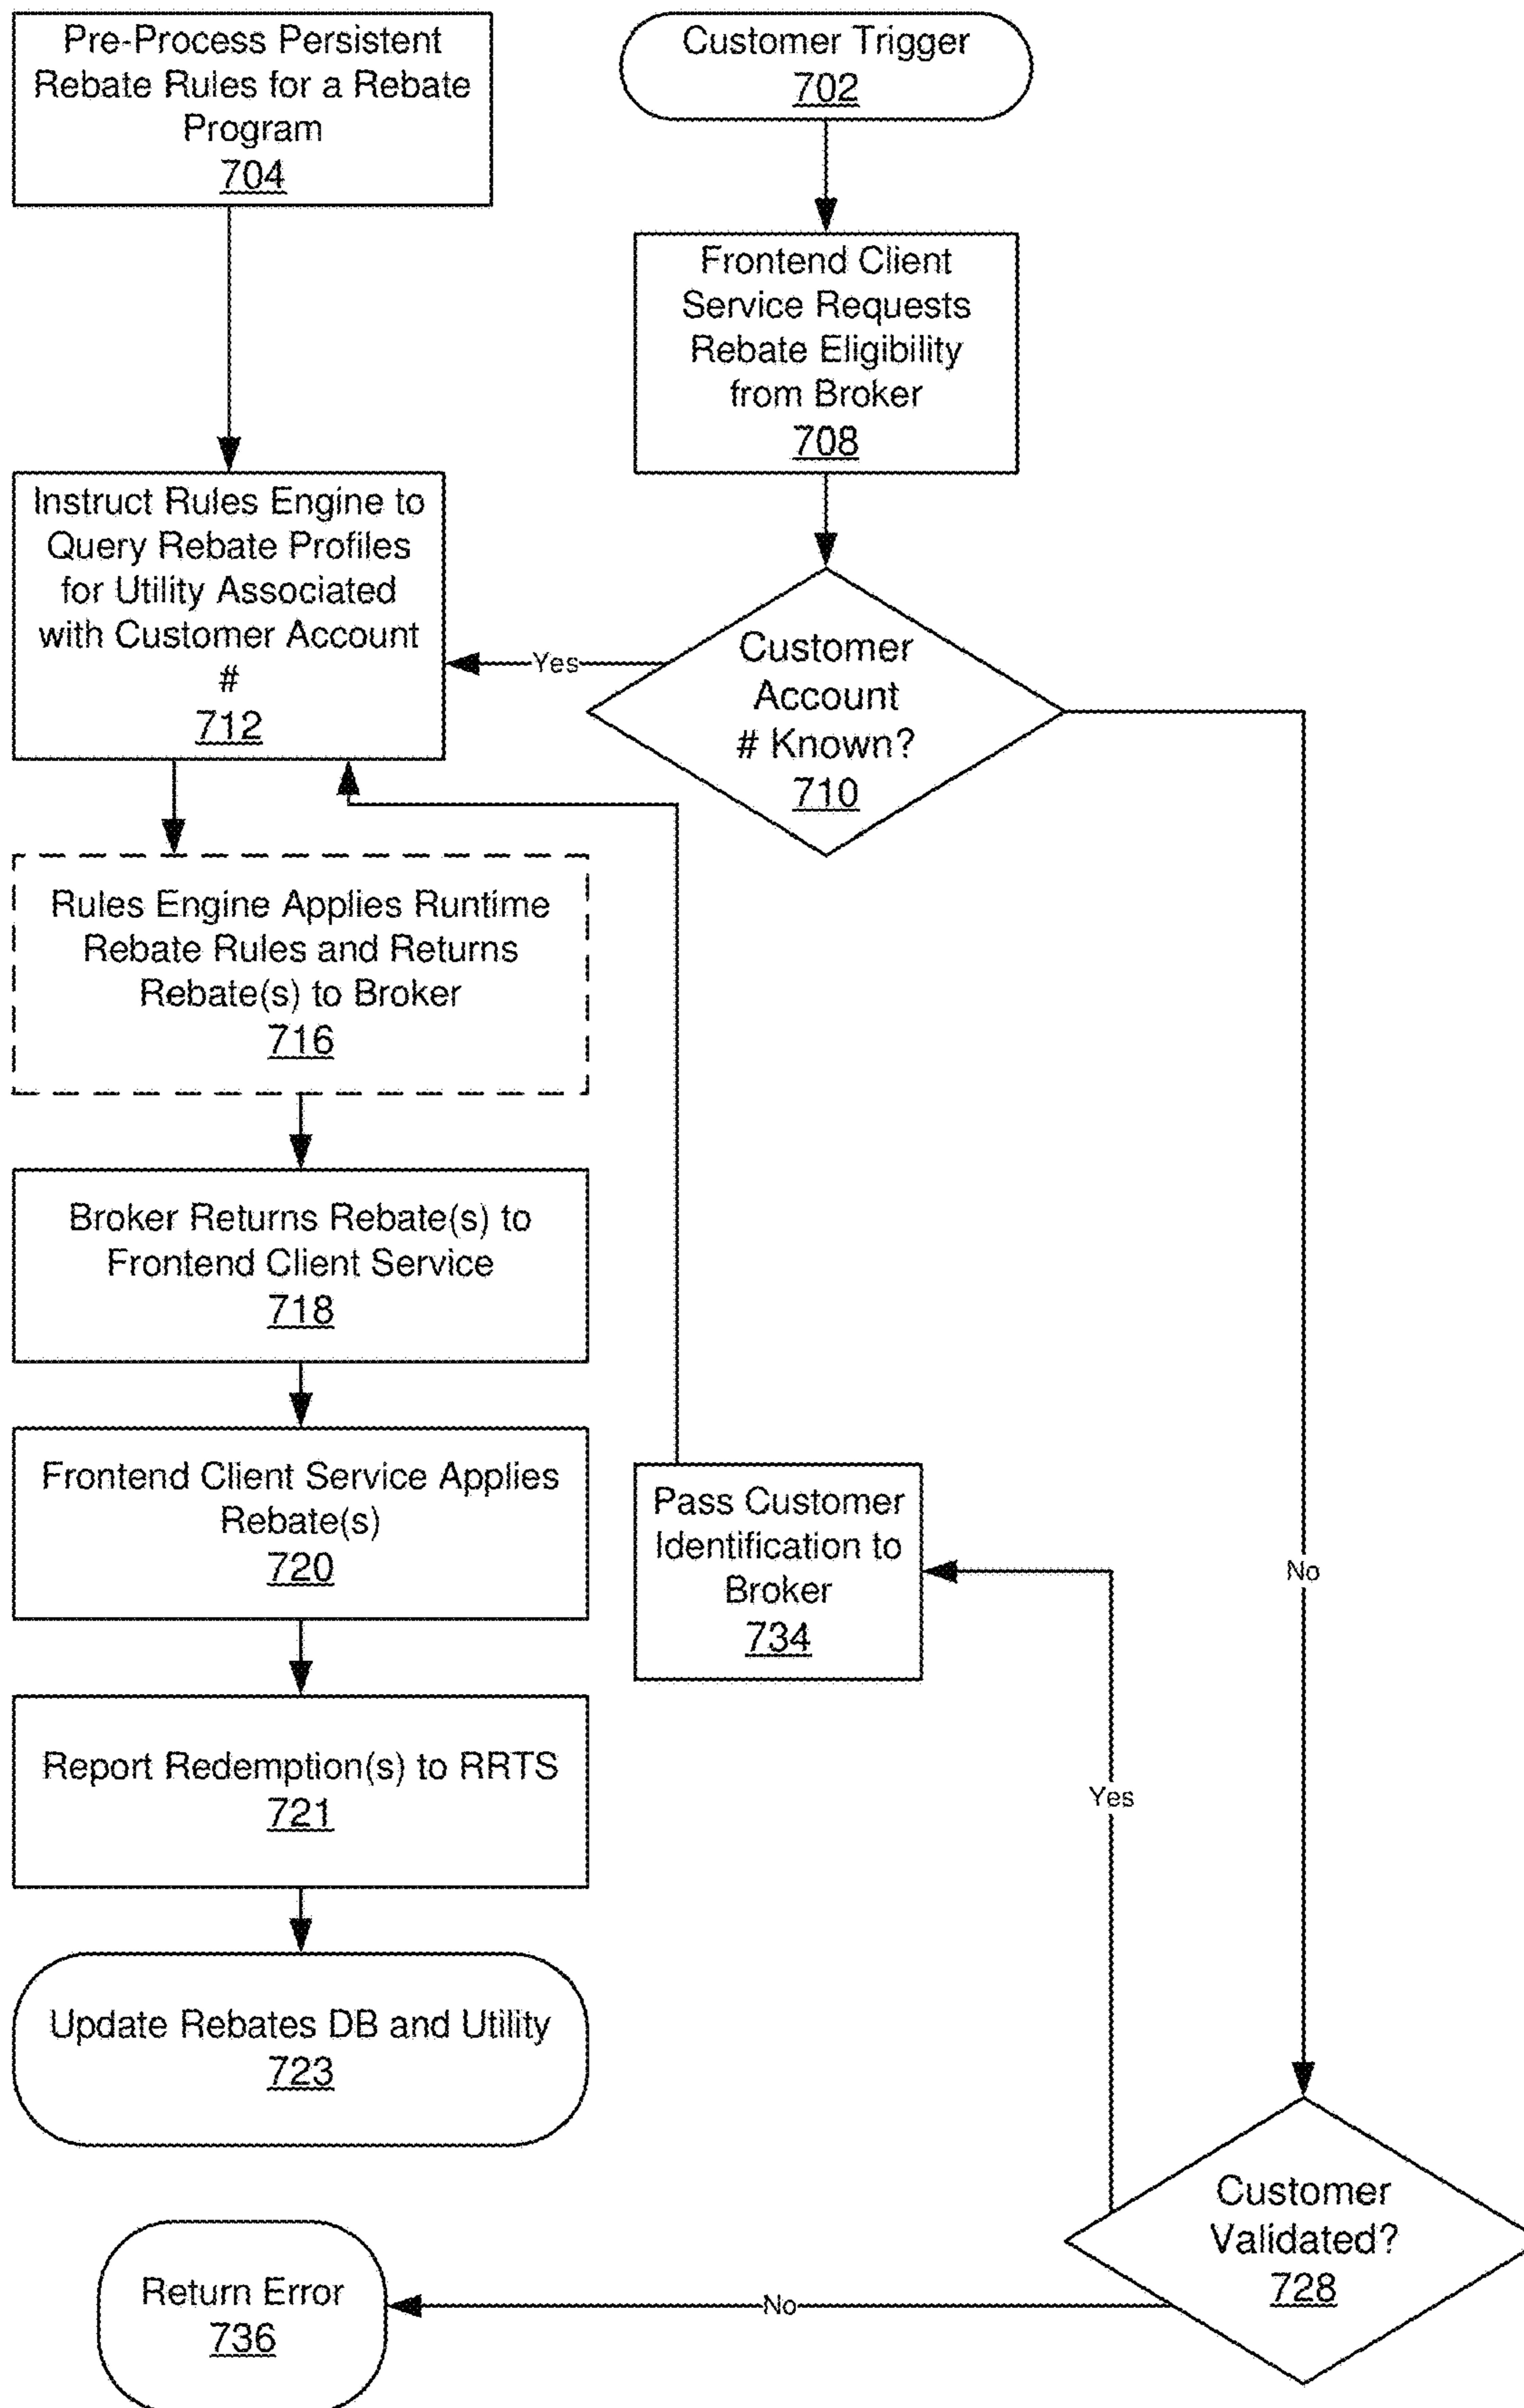 Pre-Process Persistent
Rebate Rules for a Rebate
Program
704
Customer Trigger
702
Frontend Client
Service Requests
Rebate Eligibility
from Broker
708
Instruct Rules Engine to
Query Rebate Profiles
for Utility Associated
with Customer Account
#
712
Yes
Customer
Account
# Known?
710
Rules Engine Applies Runtime
Rebate Rules and Returns
Rebate(s) to Broker
716
Broker Returns Rebate(s) to
Frontend Client Service
718
Frontend Client Service Applies
Rebate(s)
720
Pass Customer
Identification to
Broker
734
No
Report Redemption(s) to RRTS
721
Yes
Update Rebates DB and Utility
723
Customer
Validated?
728
Return Error
736
No